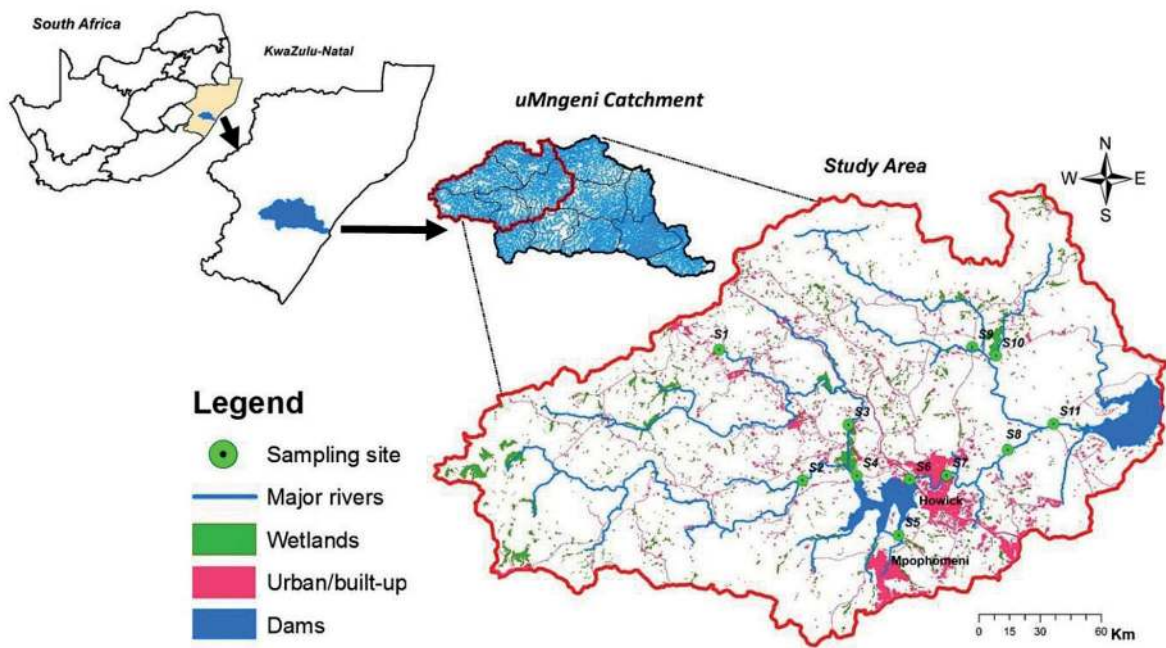 South Africa
KwaZulu-Natal
uMngeni Catchment
Study Area
N
W E
S
S1
S9
S10
S3
S11
S8
S2
S4
S6
S7
Howick
S5
Mpophomeni
Legend
Sampling site
Major rivers
Wetlands
Urban/built-up
Dams
0 15 30 60
Km